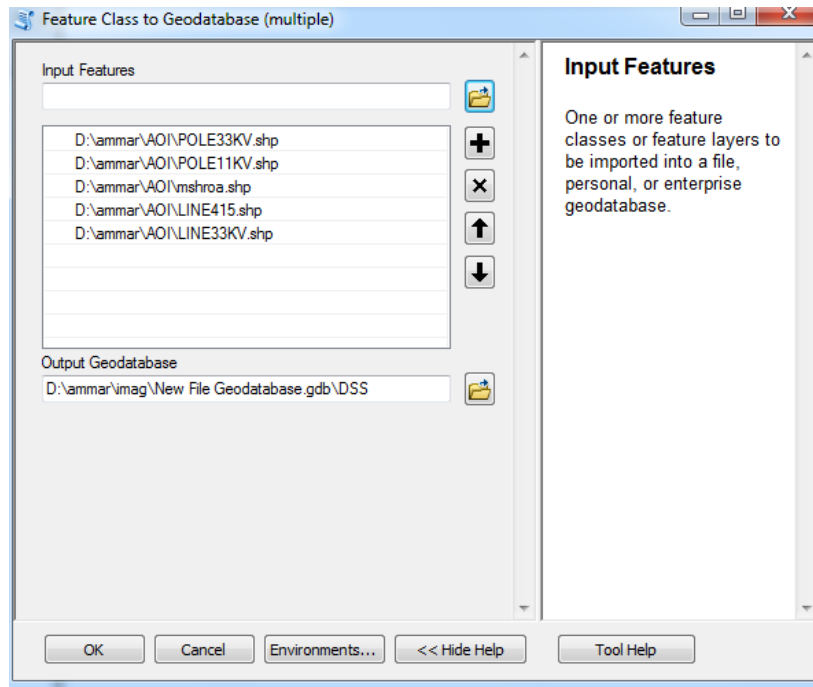 Feature Class to Geodatabase (multiple)
Input Features
D:\ammar\AOI\POLE33KV.shp
D:\ammar\AOI\POLE11KV.shp
D:\ammar\AOI\mshroa.shp
D:\ammar\AOI\LINE415.shp
D:\ammar\AOI\LINE33KV.shp
Output Geodatabase
D:\ammar\imag\New File Geodatabase.gdb\DSS
Input Features
One or more feature
classes or feature layers to
be imported into a file,
personal, or enterprise
geodatabase.
OK
Cancel
Environments...
<< Hide Help
Tool Help